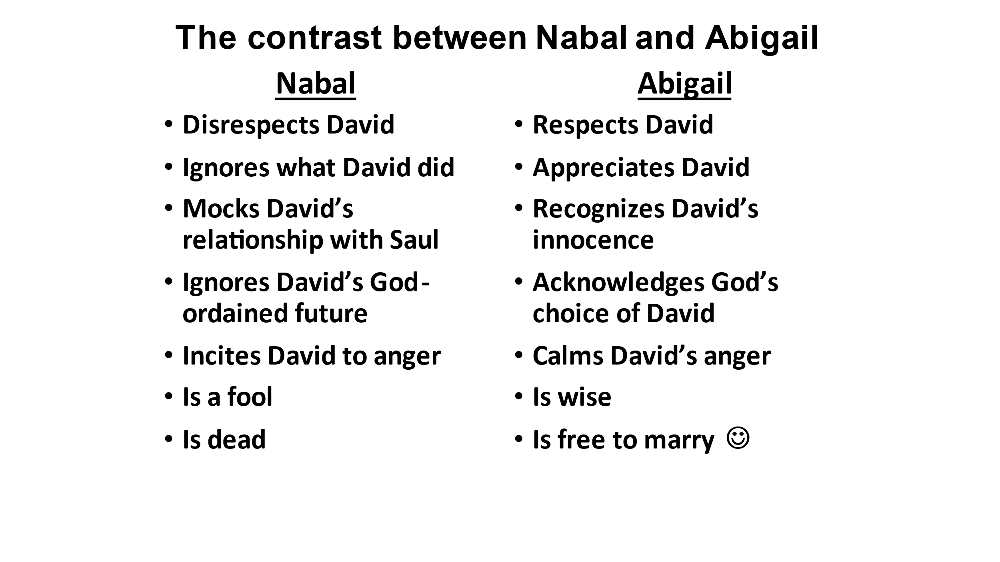 The contrast between Nabal and Abigail
Nabal
• Disrespects David
• Ignores what David did
• Mocks David’s
relationship with Saul
• Ignores David’s God-
ordained future
• Incites David to anger
• Is a fool
• Is dead
Abigail
• Respects David
• Appreciates David
• Recognizes David’s
innocence
• Acknowledges God’s
choice of David
• Calms David’s anger
• Is wise
• Is free to marry ☺